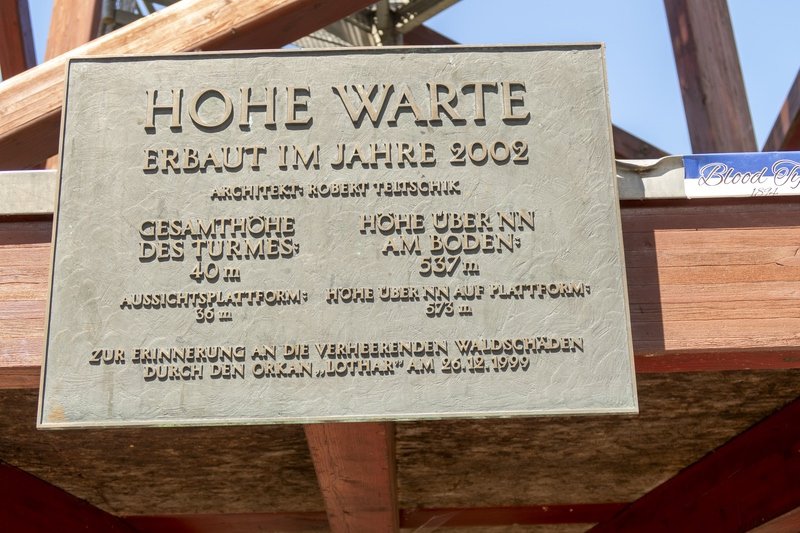 HOHE WARTE
ERBAUT IM JAHRE 2002
ARCHITEKT: ROBERT TELTSCHIK
GESAMTHÖHE
DES TURMES:
40 m
HÖHE ÜBER NN
AM BODEN:
537 m
AUSSICHTSPLATTFORM:
36 m
HÖHE ÜBER NN AUF PLATTFORM:
573 m
ZUR ERINNERUNG AN DIE VERHEERENDEN WALDSCHÄDEN
DURCH DEN ORKAN „LOTHAR" AM 26.12.1999
Blood
1894